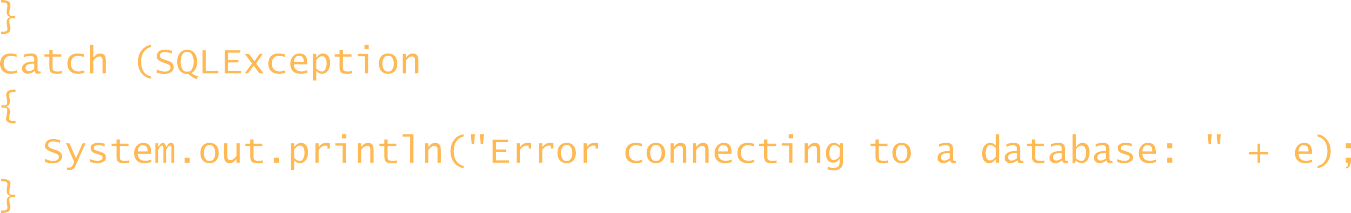 }
catch (SQLException
{
  System.out.println("Error connecting to a database: " + e);
}